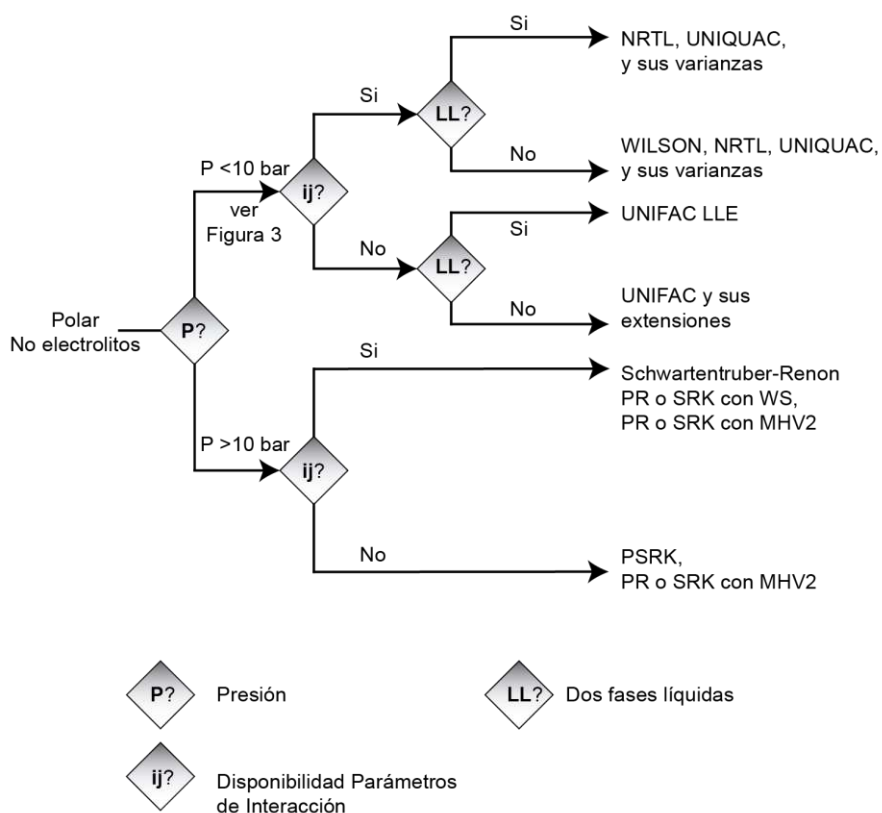 Si
NRTL, UNIQUAC,
y sus varianzas
Si
LL?
No
WILSON, NRTL, UNIQUAC,
y sus varianzas
P <10 bar
ij?
ver
Figura 3
UNIFAC LLE
Si
No
LL?
No
UNIFAC y sus
extensiones
Polar
No electrolitos
P?
Si
Schwartentruber-Renon
PR o SRK con WS,
PR o SRK con MHV2
P >10 bar
ij?
No
PSRK,
PR o SRK con MHV2
P?
Presión
LL?
Dos fases líquidas
ij?
Disponibilidad Parámetros
de Interacción